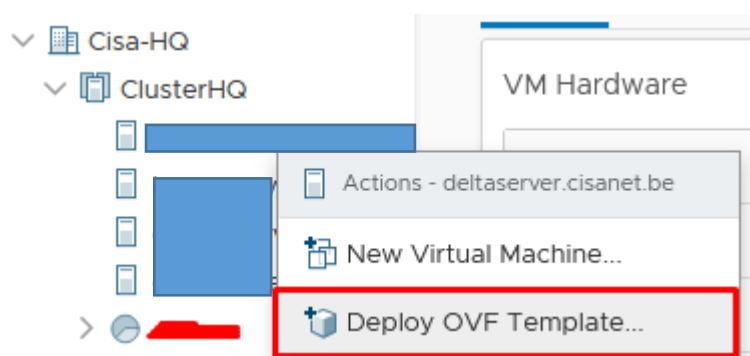 Cisa-HQ
ClusterHQ
VM Hardware
Actions - deltaserver.cisanet.be
New Virtual Machine...
Deploy OVF Template...